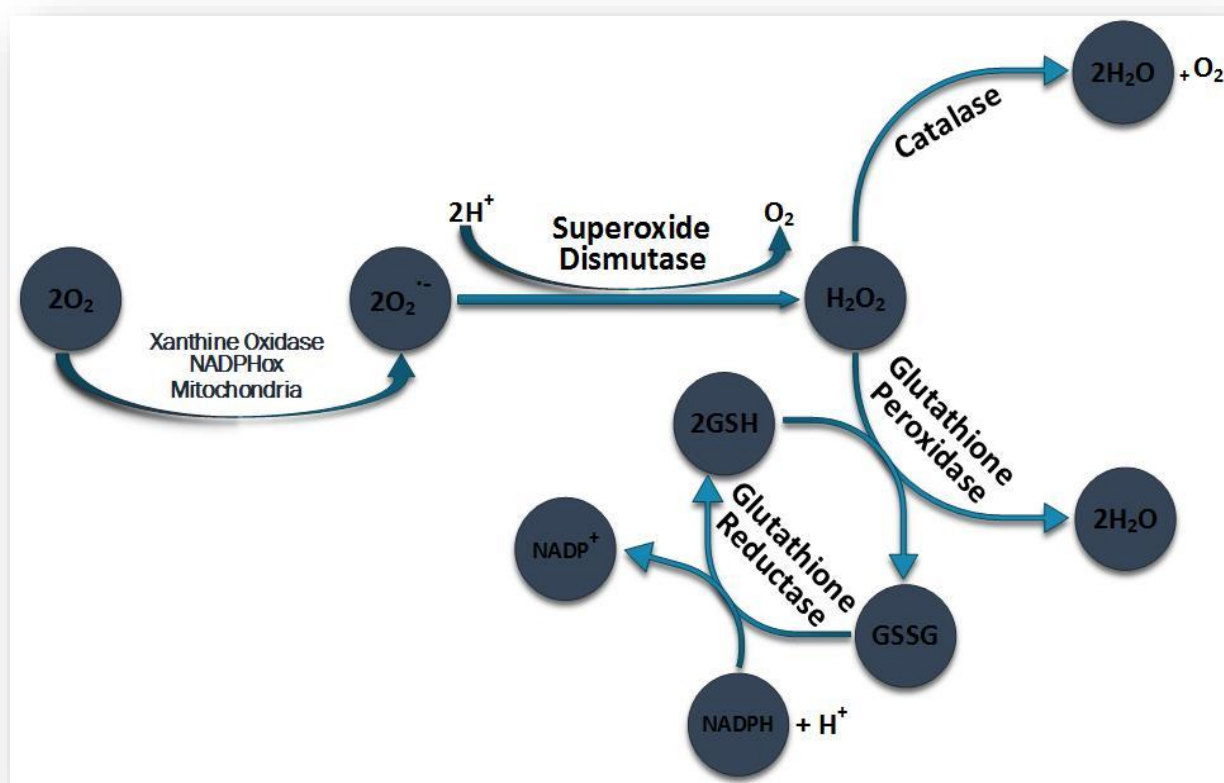 2H₂O + O₂
Catalase
2H⁺
O₂
Superoxide
Dismutase
2O₂
2O₂˙⁻
H₂O₂
Xanthine Oxidase
NADPHox
Mitochondria
Glutathione
Peroxidase
2GSH
Glutathione
Reductase
2H₂O
NADP⁺
GSSG
NADPH + H⁺